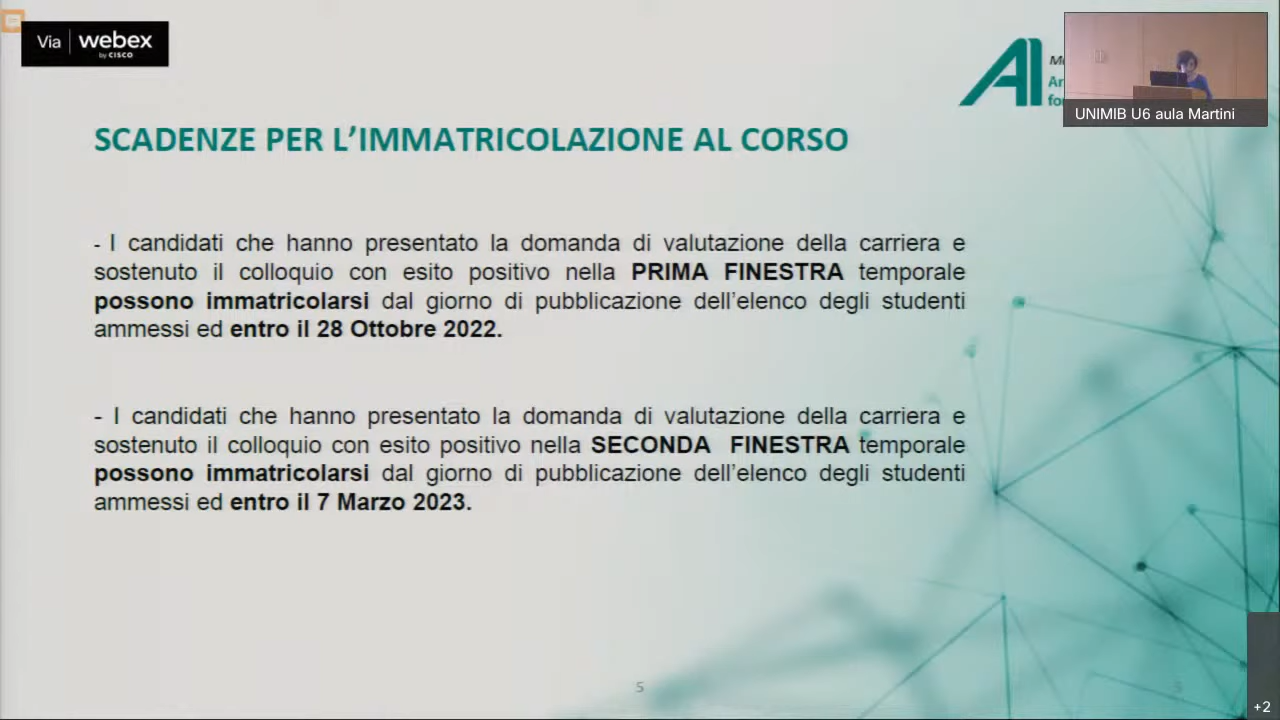 Via webex
by CISCO
AI
UNIMIB U6 aula Martini
SCADENZE PER L’IMMATRICOLAZIONE AL CORSO
- I candidati che hanno presentato la domanda di valutazione della carriera e
sostenuto il colloquio con esito positivo nella PRIMA FINESTRA temporale
possono immatricolarsi dal giorno di pubblicazione dell’elenco degli studenti
ammessi ed entro il 28 Ottobre 2022.
- I candidati che hanno presentato la domanda di valutazione della carriera e
sostenuto il colloquio con esito positivo nella SECONDA FINESTRA temporale
possono immatricolarsi dal giorno di pubblicazione dell’elenco degli studenti
ammessi ed entro il 7 Marzo 2023.
5
+2